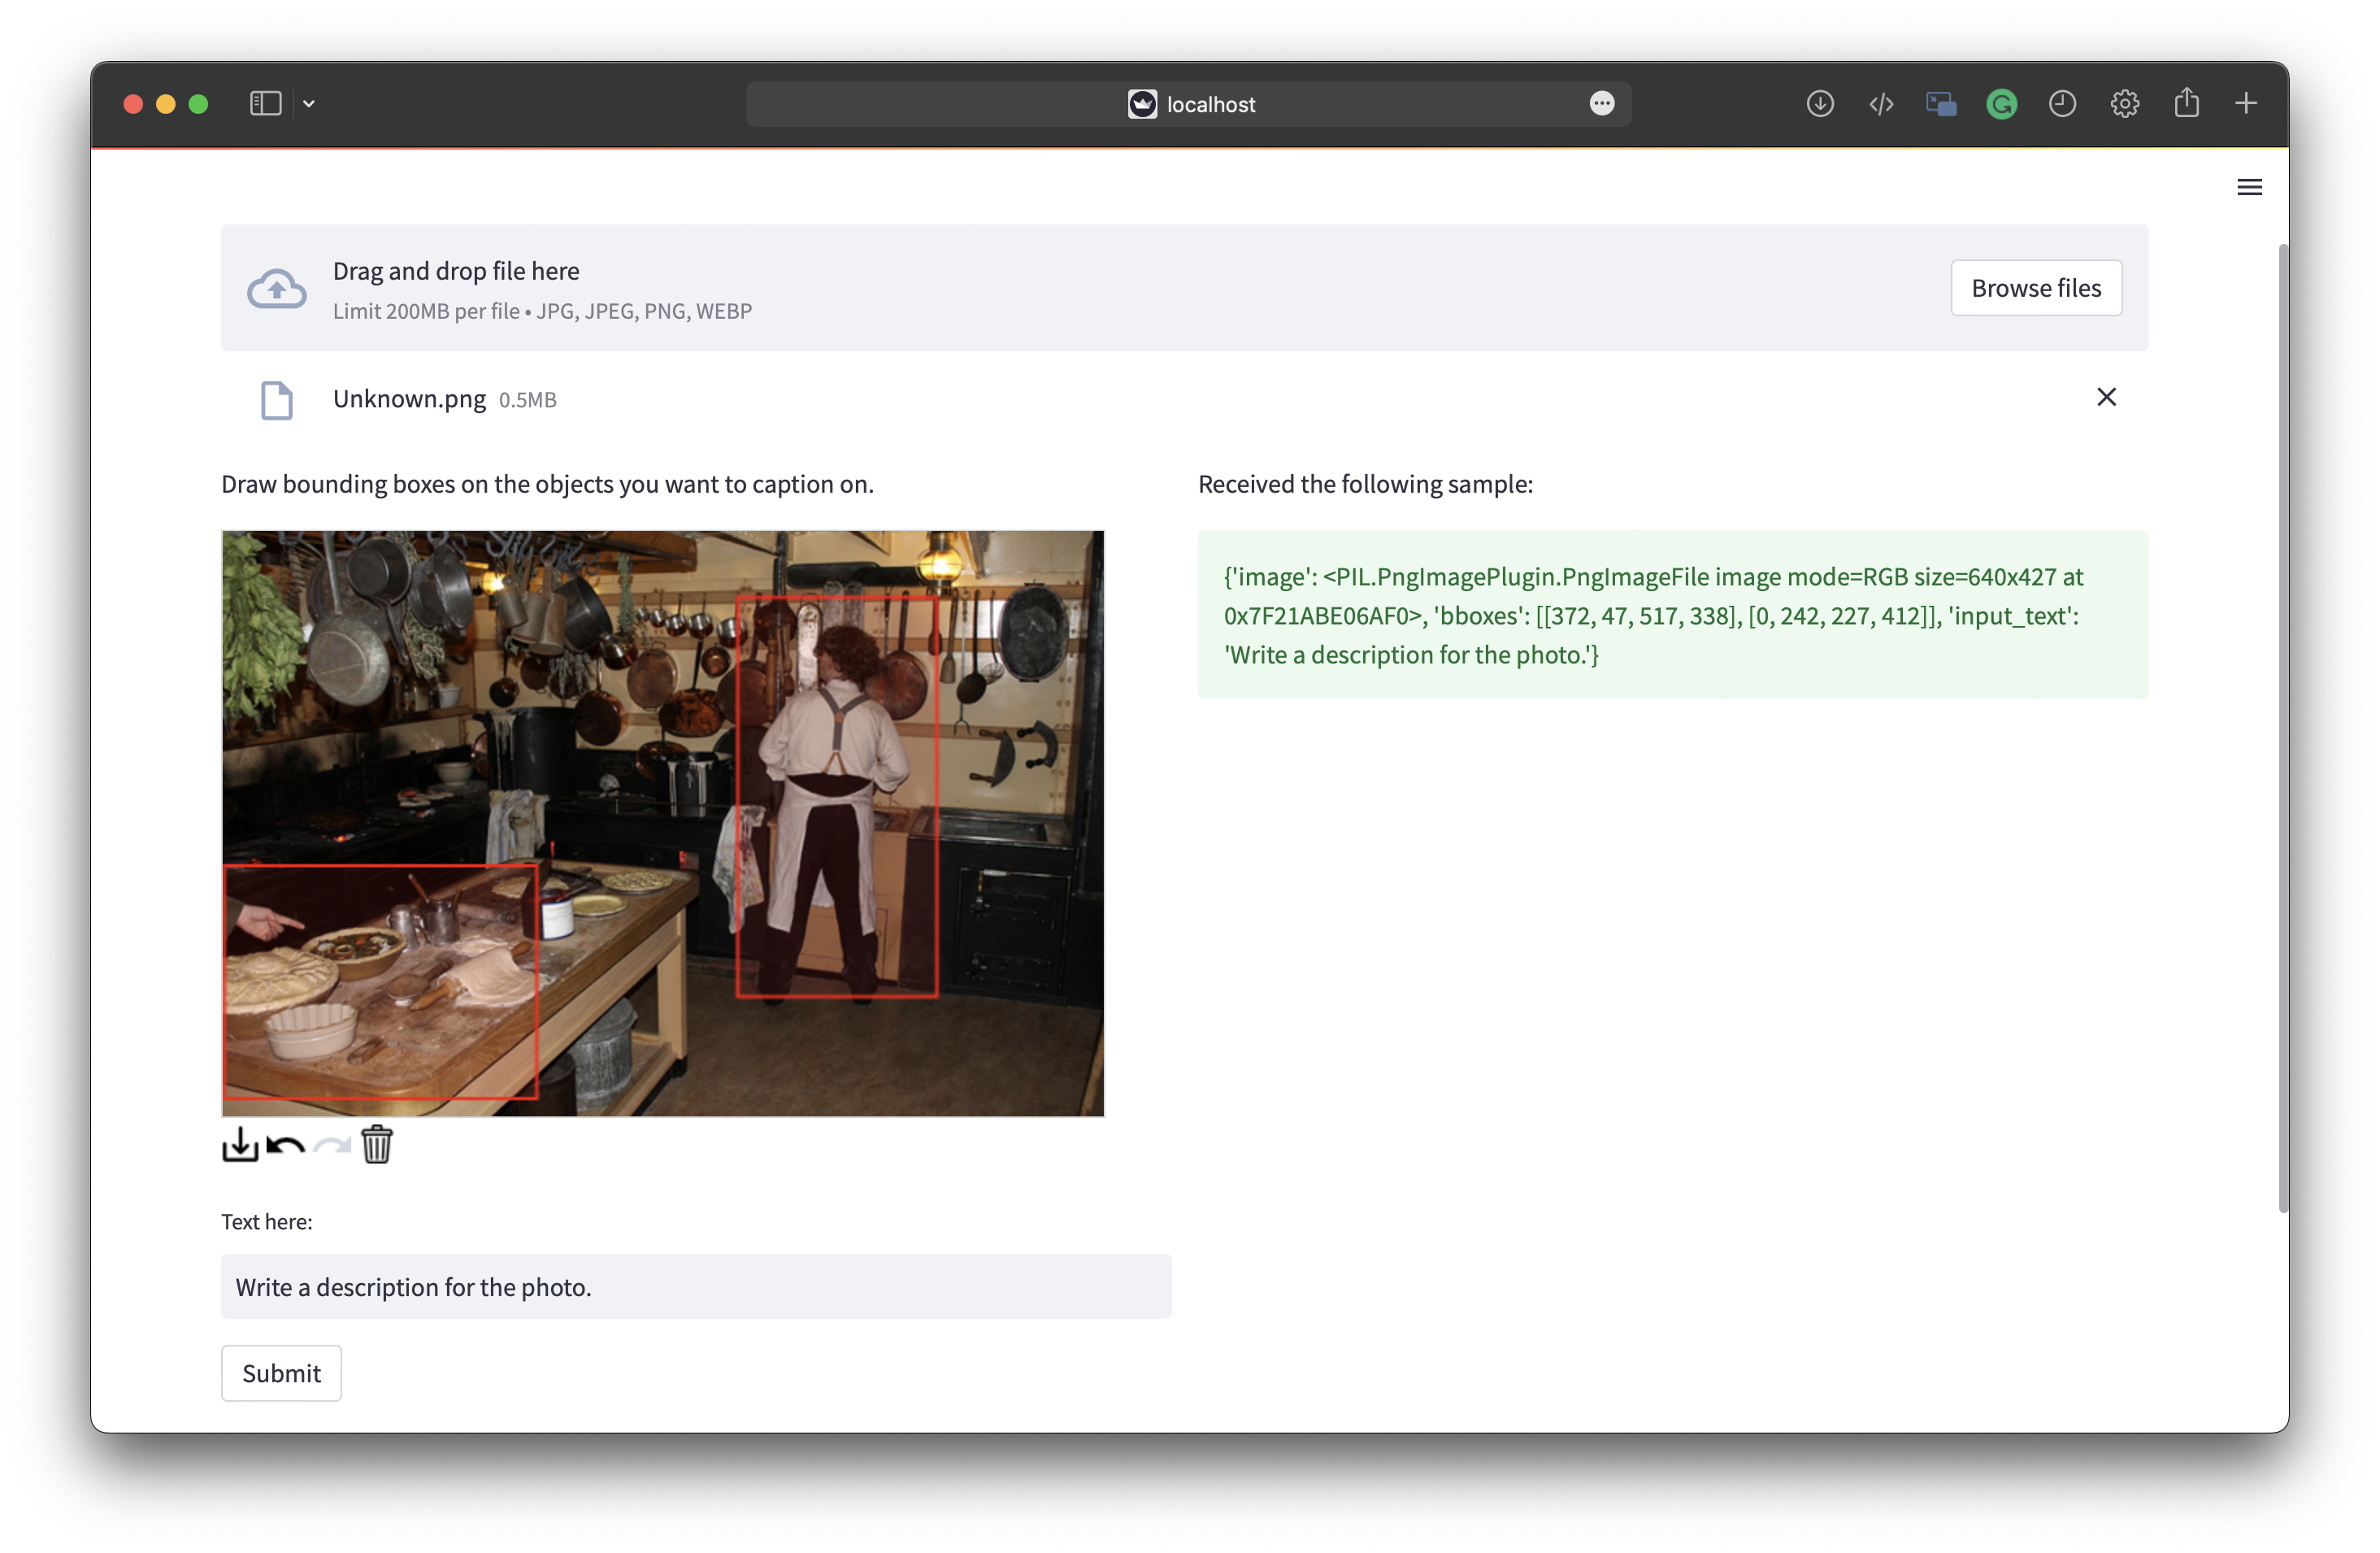 localhost
Drag and drop file here
Limit 200MB per file • JPG, JPEG, PNG, WEBP
Browse files
Unknown.png 0.5MB
Draw bounding boxes on the objects you want to caption on.
Received the following sample:
{'image': <PIL.PngImagePlugin.PngImageFile image mode=RGB size=640x427 at
0x7F21ABE06AF0>, 'bboxes': [[372, 47, 517, 338], [0, 242, 227, 412]], 'input_text':
'Write a description for the photo.'}
Text here:
Write a description for the photo.
Submit